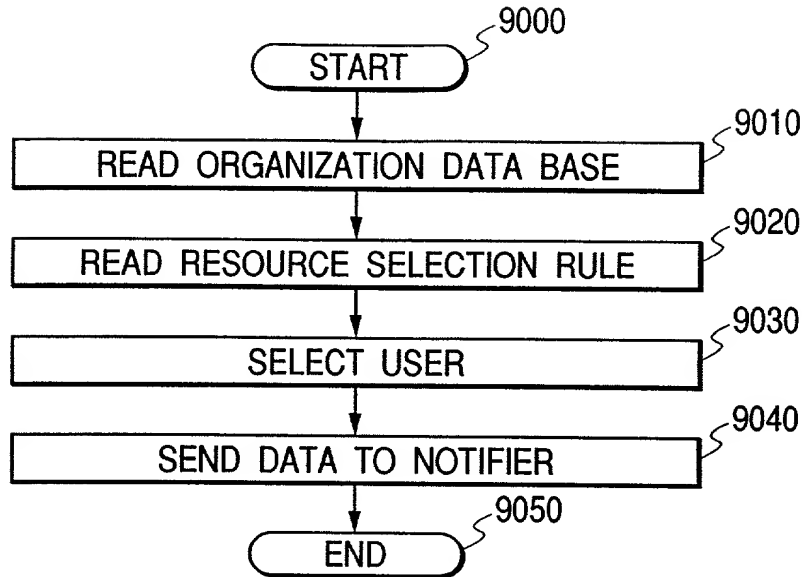 9000
START
9010
READ ORGANIZATION DATA BASE
9020
READ RESOURCE SELECTION RULE
9030
SELECT USER
9040
SEND DATA TO NOTIFIER
9050
END